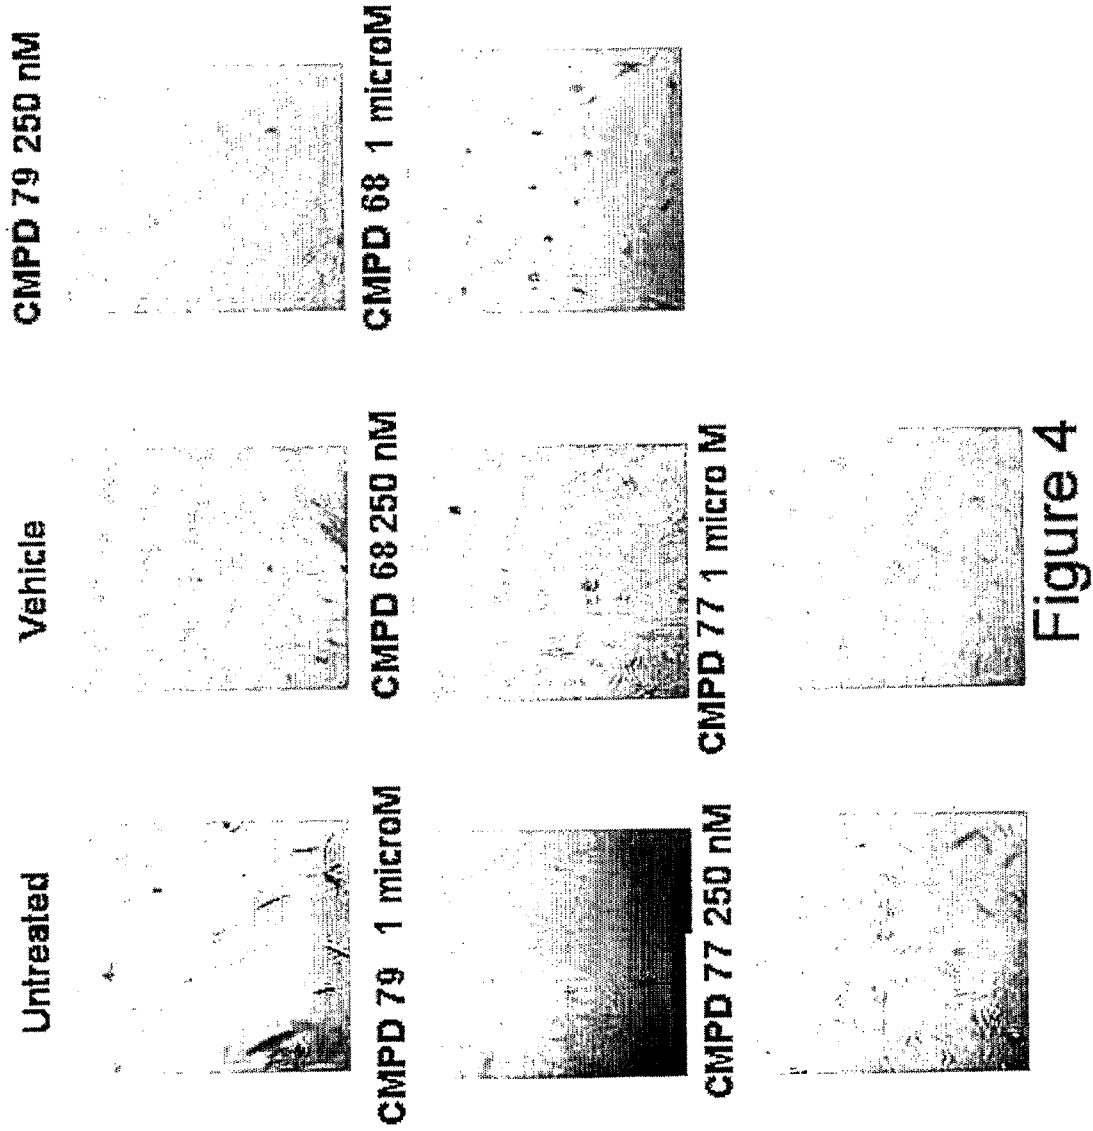 Untreated
Vehicle
CMPD 79 250 nM
CMPD 79 1 microM
CMPD 68 250 nM
CMPD 68 1 microM
CMPD 77 250 nM
CMPD 77 1 micro M
Figure 4